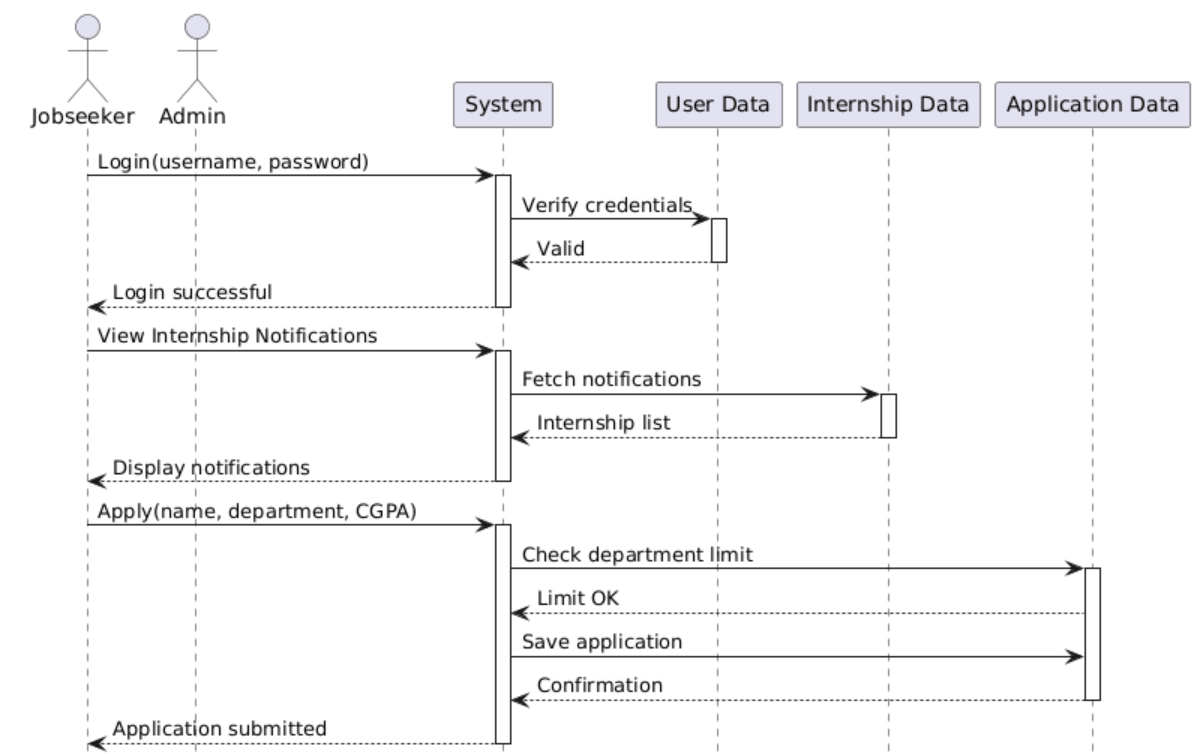 Jobseeker
Admin
System
User Data
Internship Data
Application Data
Login(username, password)
Verify credentials
Valid
Login successful
View Internship Notifications
Fetch notifications
Internship list
Display notifications
Apply(name, department, CGPA)
Check department limit
Limit OK
Save application
Confirmation
Application submitted